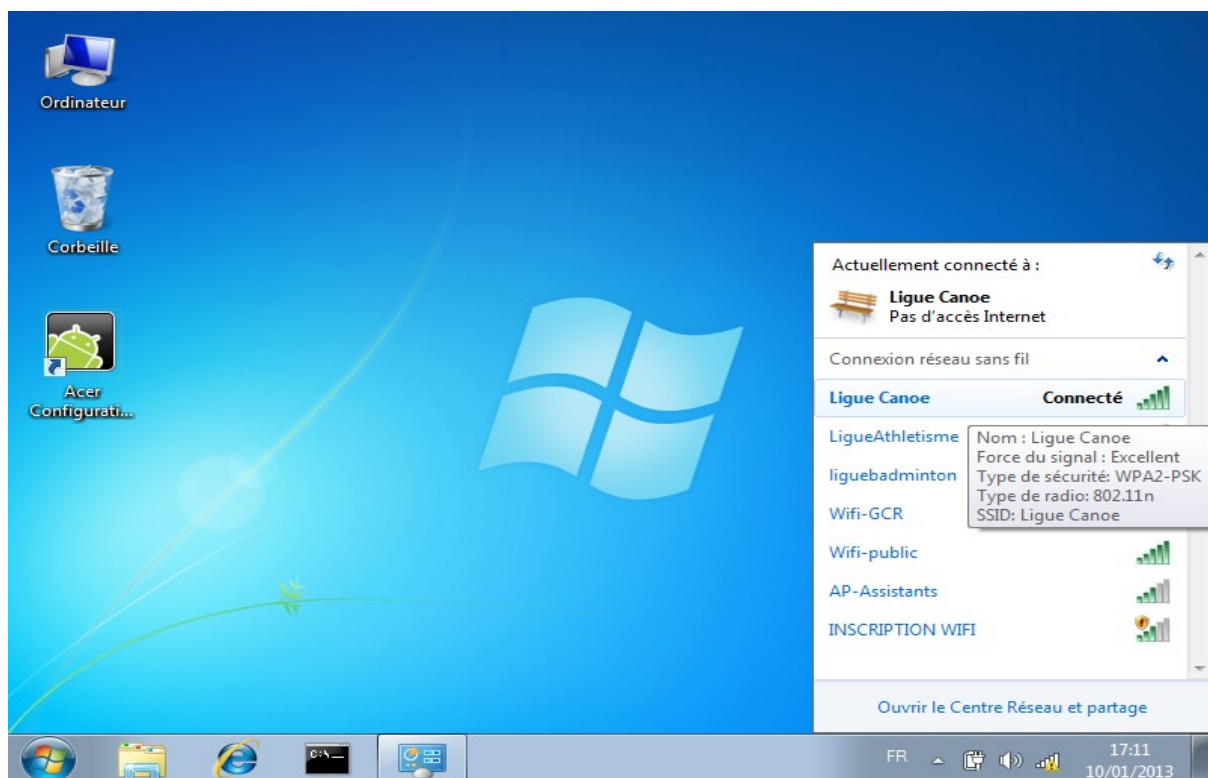 Ordinateur
Corbeille
Acer
Configurati...
Actuellement connecté à :
Ligue Canoe
Pas d'accès Internet
Connexion réseau sans fil
Ligue Canoe Connecté
LigueAthletisme
liguebadminton
Wifi-GCR
Nom : Ligue Canoe
Force du signal : Excellent
Type de sécurité: WPA2-PSK
Type de radio: 802.11n
SSID: Ligue Canoe
Wifi-public
AP-Assistants
INSCRIPTION WIFI
Ouvrir le Centre Réseau et partage
C:\_
FR
17:11
10/01/2013